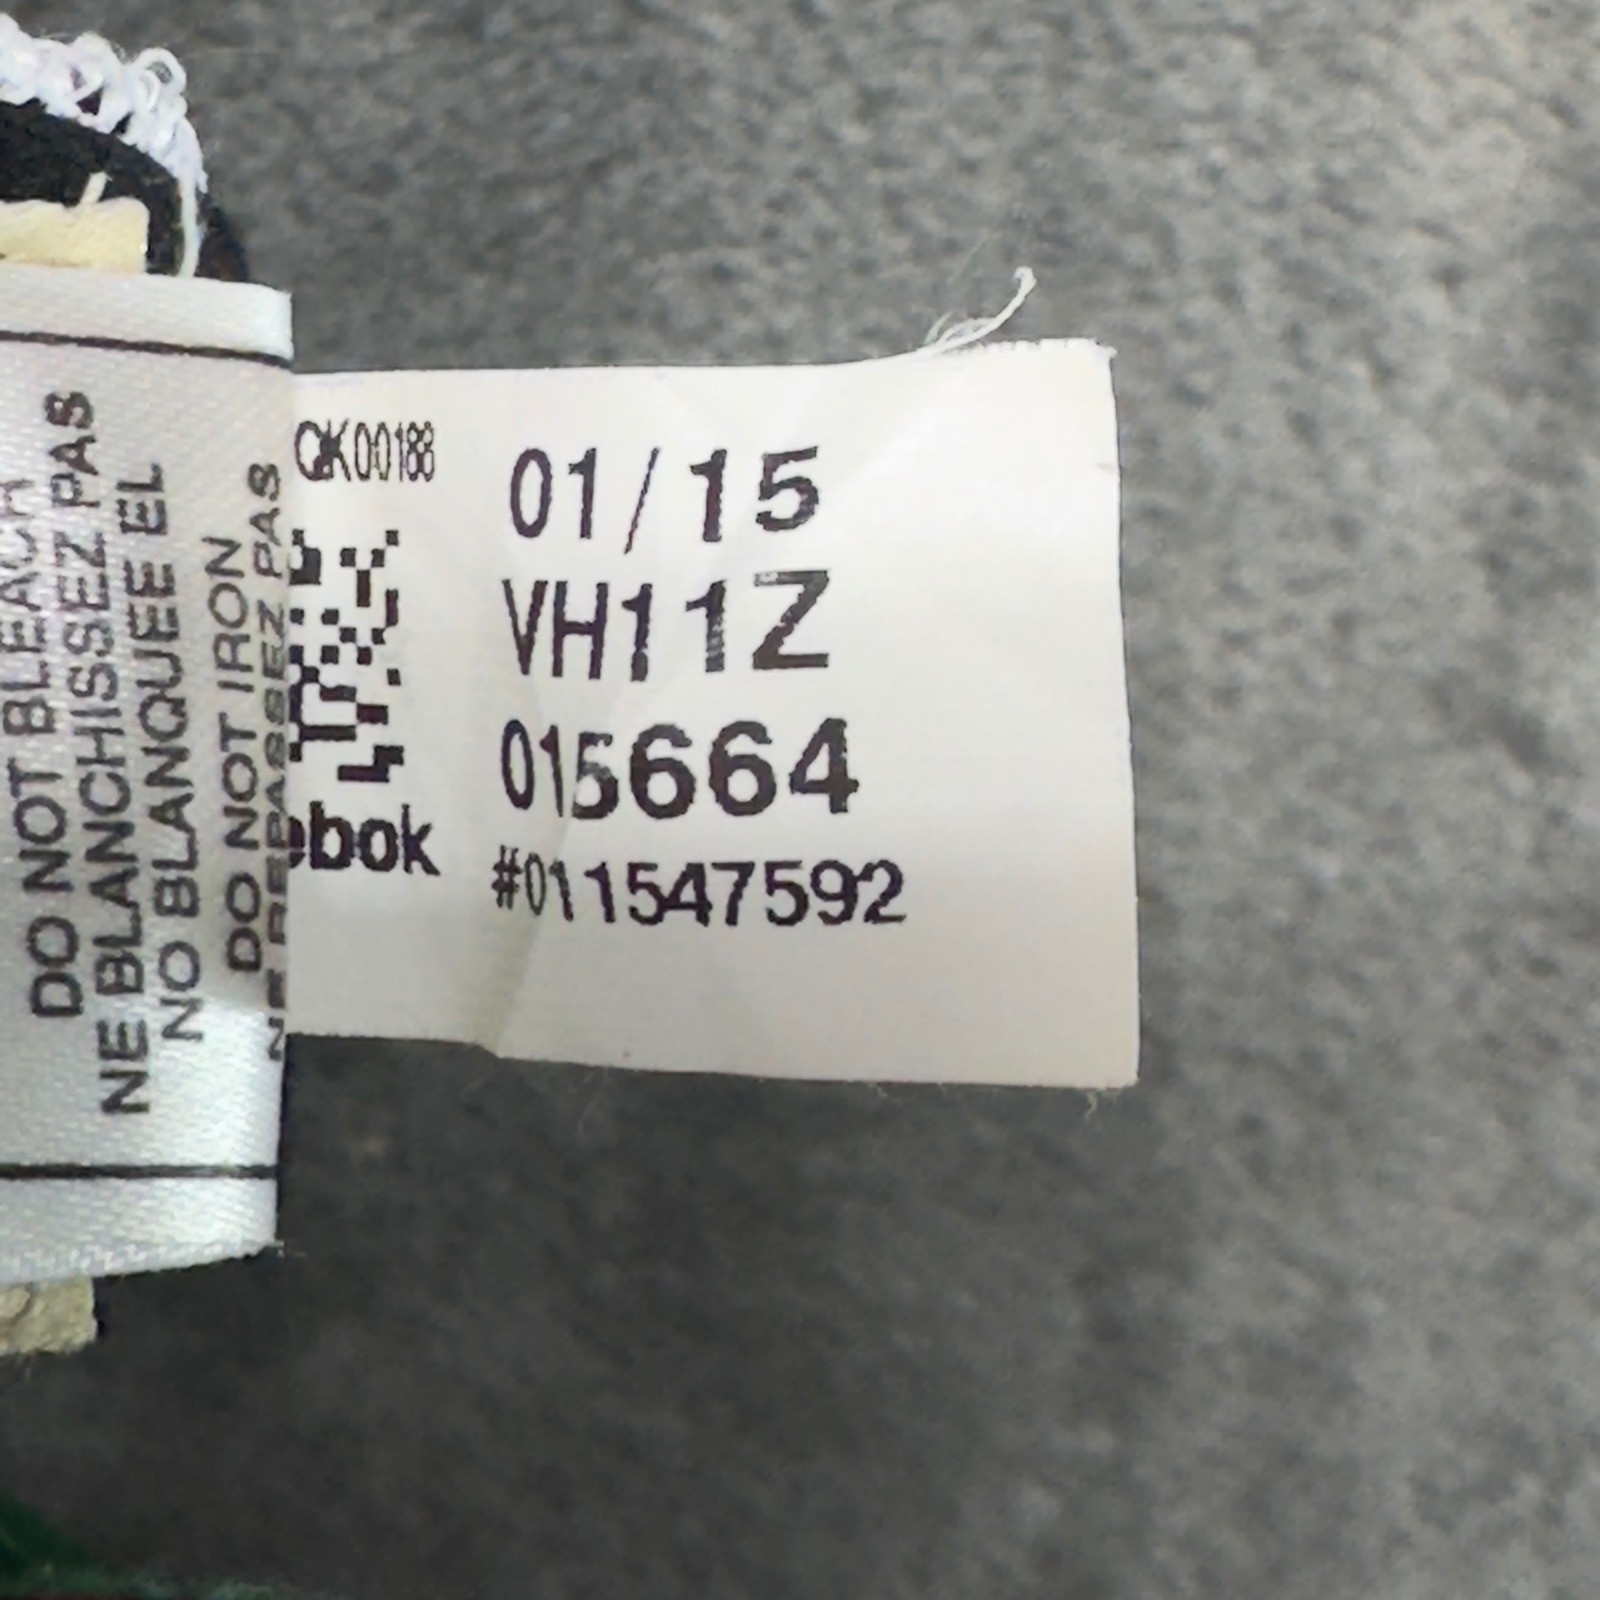 DO NOT BLEACH
NE BLANCHISSEZ PAS
NO BLANQUEE EL
DO NOT IRON
NE REPASSEZ PAS
QK00188
ebok
01/15
VH11Z
015664
#011547592